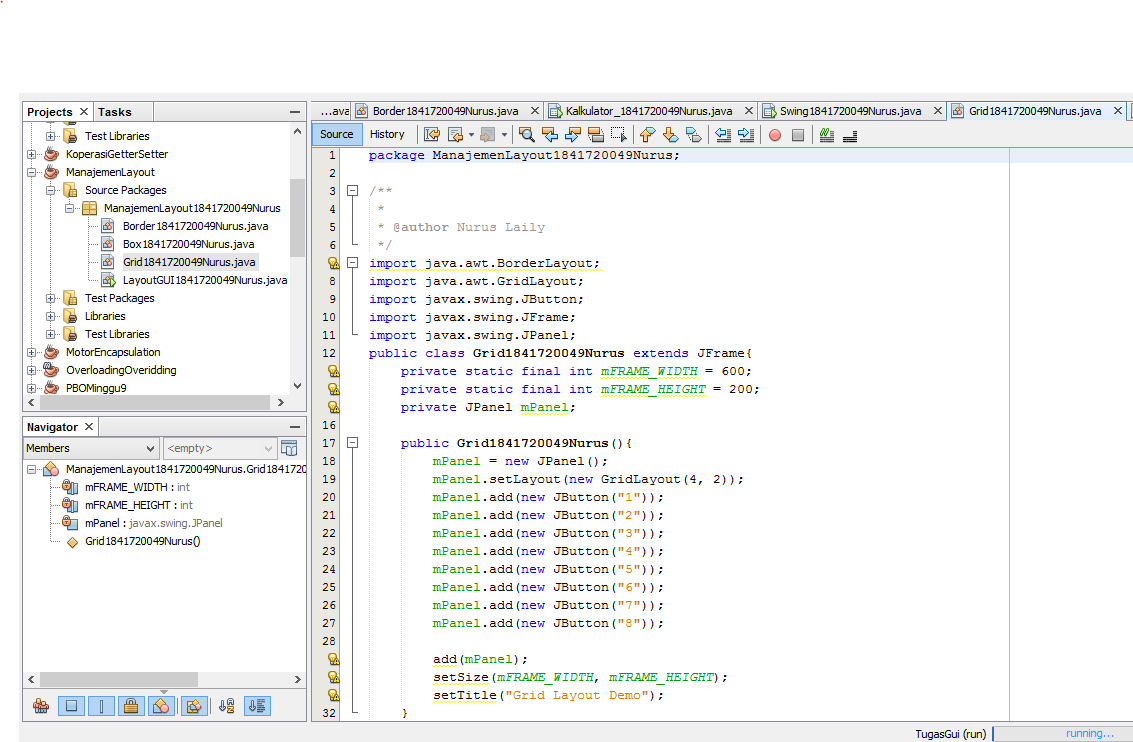 Projects
Tasks
Test Libraries
KoperasiGetterSetter
ManajemenLayout
Source Packages
ManajemenLayout1841720049Nurus
Border1841720049Nurus.java
Box1841720049Nurus.java
Grid1841720049Nurus.java
LayoutGUI1841720049Nurus.java
Test Packages
Libraries
Test Libraries
MotorEncapsulation
OverloadingOveridding
PBOMinggu9
Navigator
Members
<empty>
ManajemenLayout1841720049Nurus.Grid184172
mFRAME_WIDTH : int
mFRAME_HEIGHT : int
mPanel : javax.swing.JPanel
Grid1841720049Nurus()
...ava
Border1841720049Nurus.java
Kalkulator_1841720049Nurus.java
Swing1841720049Nurus.java
Grid1841720049Nurus.java
Source
History
1 package ManajemenLayout1841720049Nurus;
2
3 /**
4 *
5 * @author Nurus Laily
6 */
import java.awt.BorderLayout;
8 import java.awt.GridLayout;
9 import javax.swing.JButton;
10 import javax.swing.JFrame;
11 import javax.swing.JPanel;
12 public class Grid1841720049Nurus extends JFrame{
private static final int mFRAME_WIDTH = 600;
private static final int mFRAME_HEIGHT = 200;
private JPanel mPanel;
16
17 public Grid1841720049Nurus(){
18 mPanel = new JPanel();
19 mPanel.setLayout(new GridLayout(4, 2));
20 mPanel.add(new JButton("1"));
21 mPanel.add(new JButton("2"));
22 mPanel.add(new JButton("3"));
23 mPanel.add(new JButton("4"));
24 mPanel.add(new JButton("5"));
25 mPanel.add(new JButton("6"));
26 mPanel.add(new JButton("7"));
27 mPanel.add(new JButton("8"));
28
add(mPanel);
setSize(mFRAME_WIDTH, mFRAME_HEIGHT);
setTitle("Grid Layout Demo");
32 }
TugasGui (run)
running...